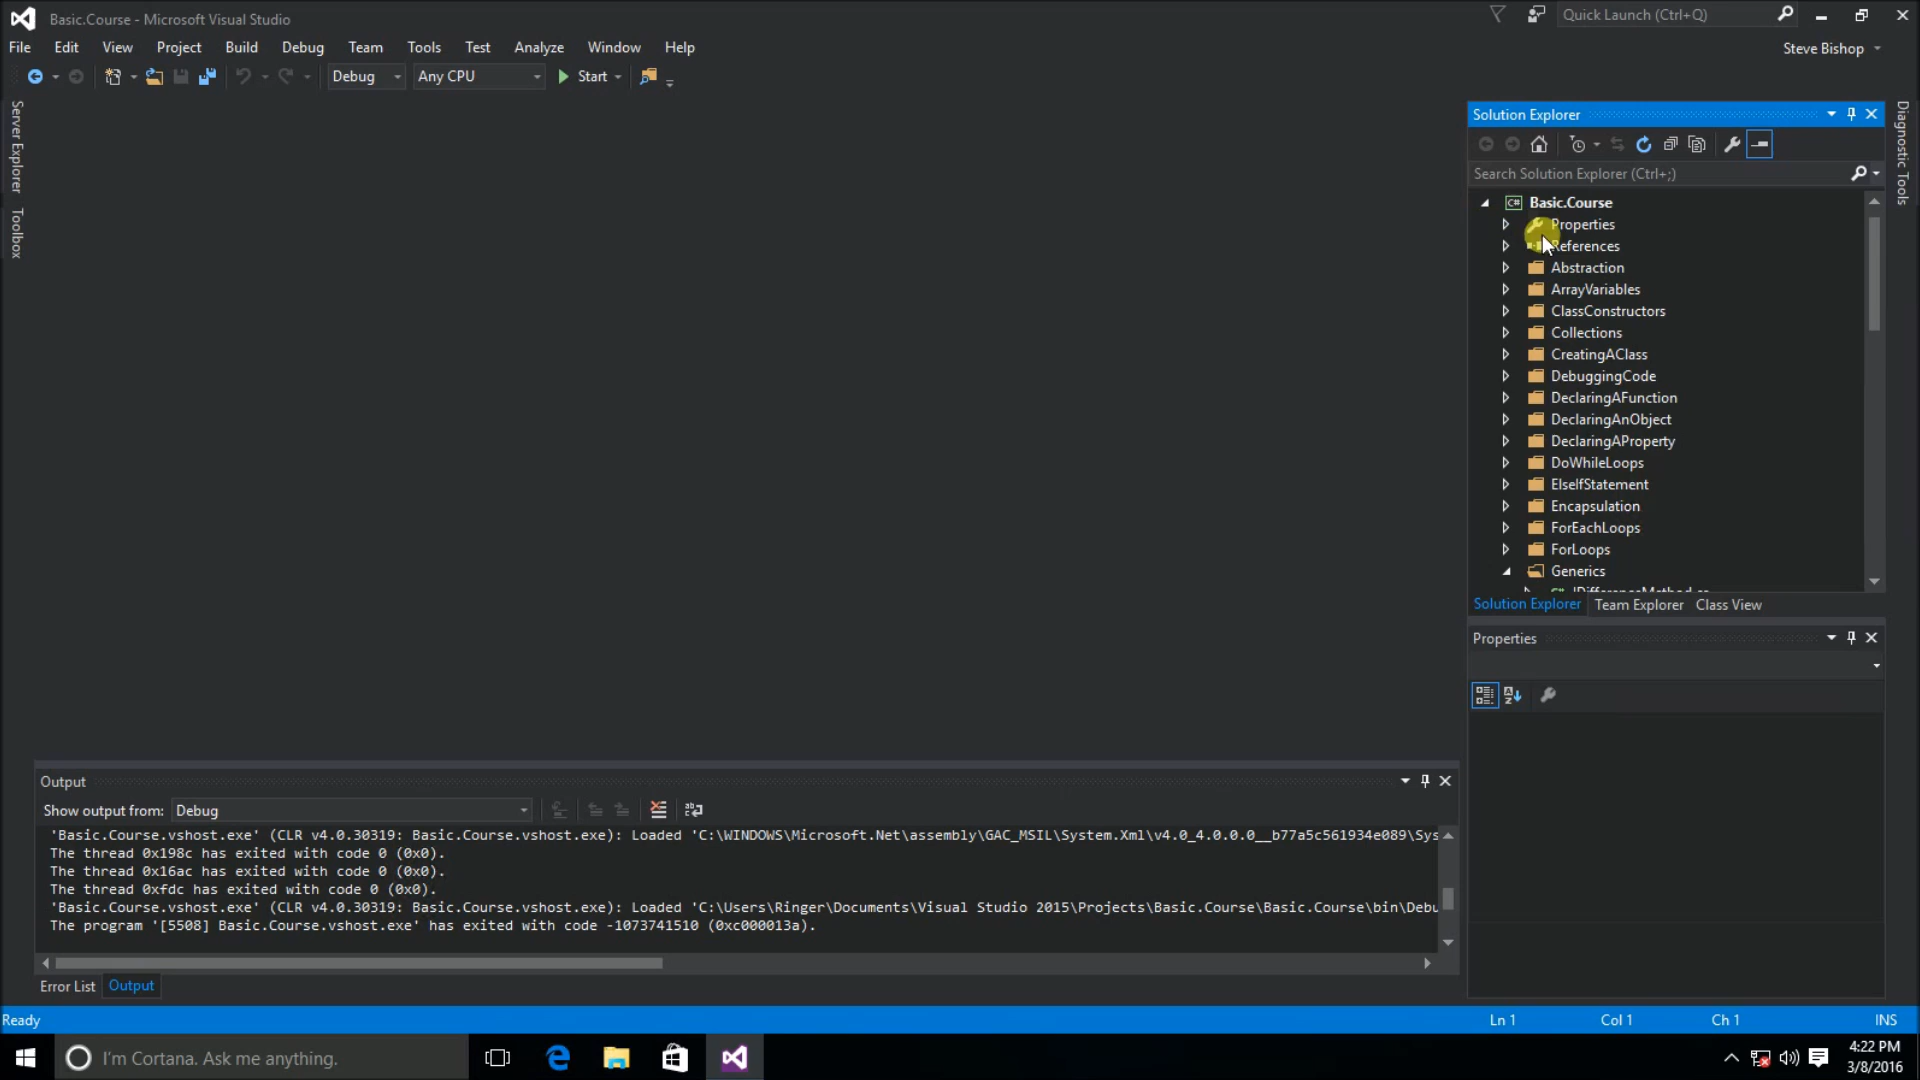 Basic.Course - Microsoft Visual Studio
Quick Launch (Ctrl+Q)
File Edit View Project Build Debug Team Tools Test Analyze Window Help
Steve Bishop
Debug Any CPU Start
Server Explorer
Toolbox
Solution Explorer
Search Solution Explorer (Ctrl+;)
C# Basic.Course
Properties
References
Abstraction
ArrayVariables
ClassConstructors
Collections
CreatingAClass
DebuggingCode
DeclaringAFunction
DeclaringAnObject
DeclaringAProperty
DoWhileLoops
ElseIfStatement
Encapsulation
ForEachLoops
ForLoops
Generics
Solution Explorer Team Explorer Class View
Diagnostic Tools
Properties
Output
Show output from: Debug
'Basic.Course.vshost.exe' (CLR v4.0.30319: Basic.Course.vshost.exe): Loaded 'C:\WINDOWS\Microsoft.Net\assembly\GAC_MSIL\System.Xml\v4.0_4.0.0.0__b77a5c561934e089\Sys
The thread 0x198c has exited with code 0 (0x0).
The thread 0x16ac has exited with code 0 (0x0).
The thread 0xfdc has exited with code 0 (0x0).
'Basic.Course.vshost.exe' (CLR v4.0.30319: Basic.Course.vshost.exe): Loaded 'C:\Users\Ringer\Documents\Visual Studio 2015\Projects\Basic.Course\Basic.Course\bin\Debu
The program '[5508] Basic.Course.vshost.exe' has exited with code -1073741510 (0xc000013a).
Error List Output
Ready
Ln 1 Col 1 Ch 1 INS
I'm Cortana. Ask me anything.
4:22 PM
3/8/2016